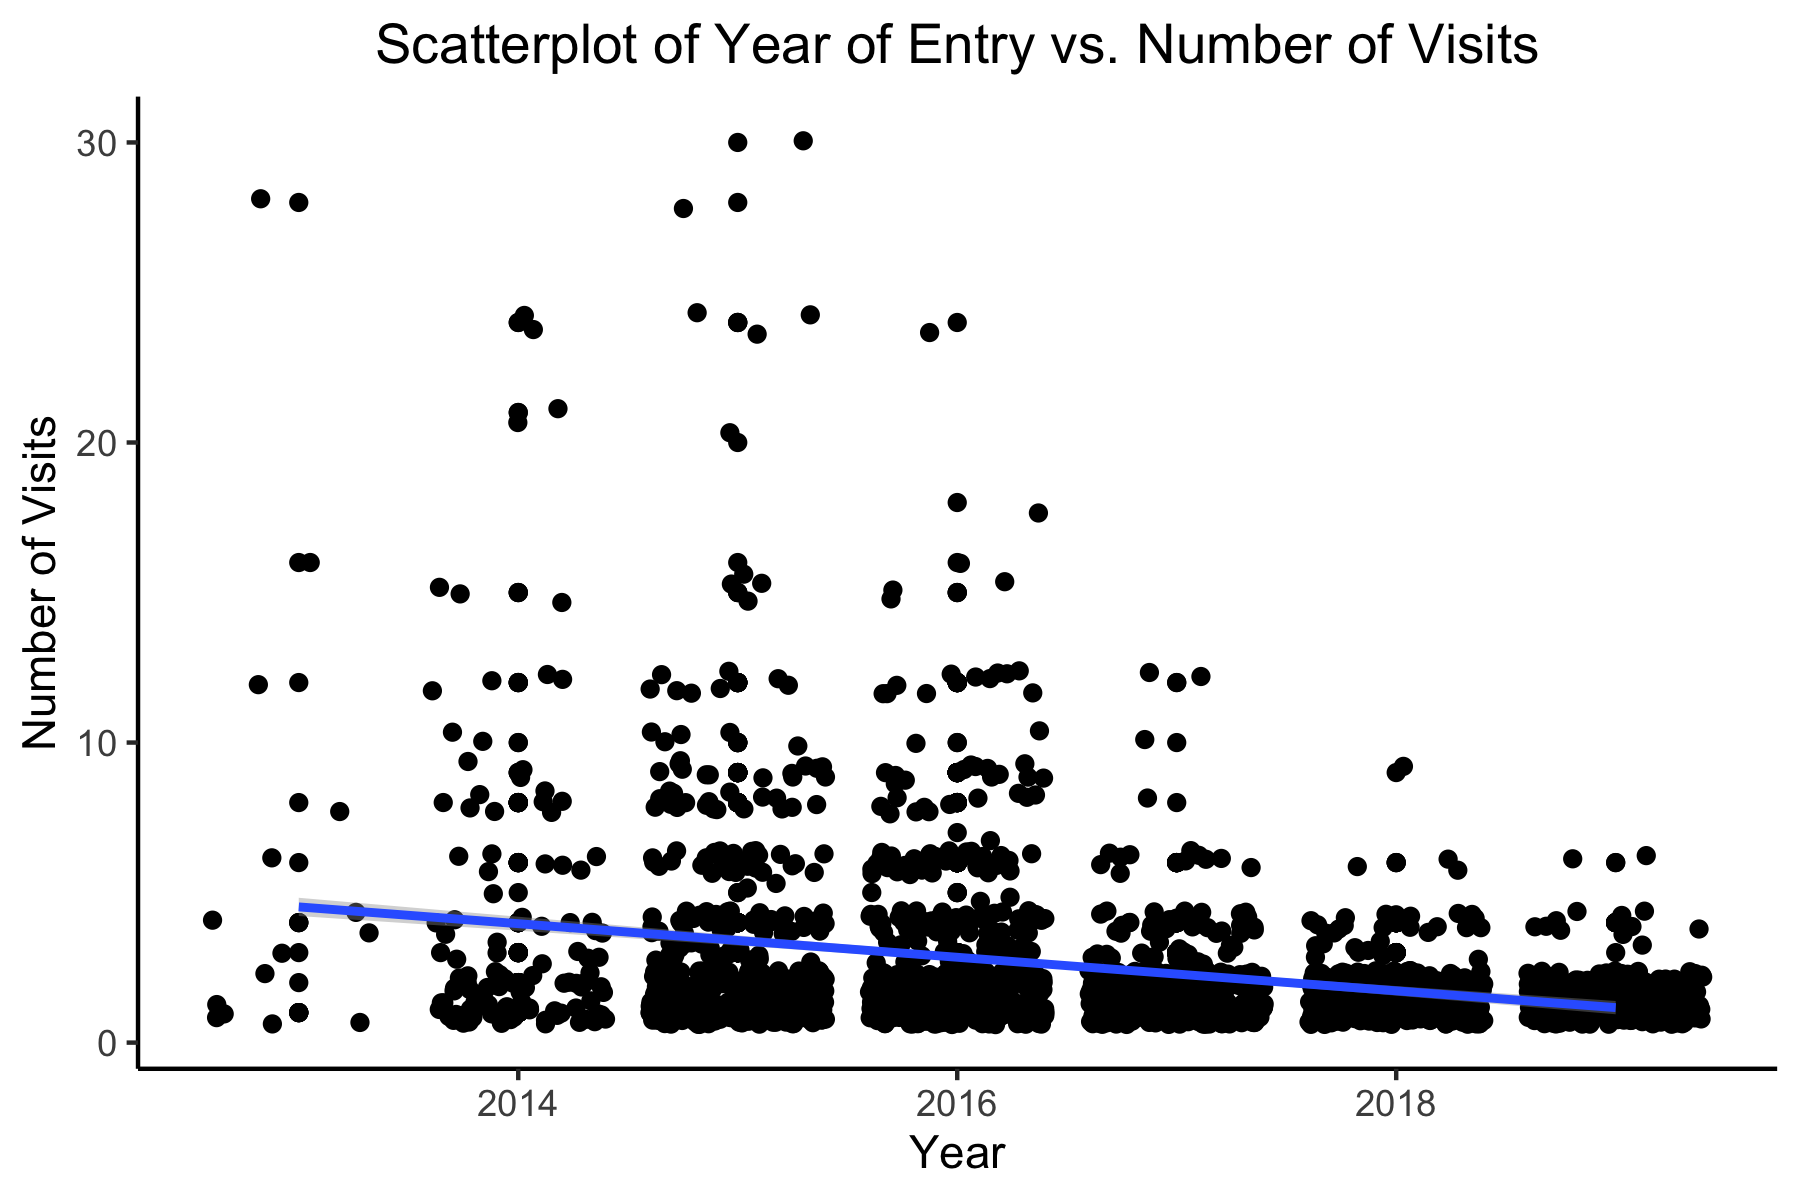 Scatterplot of Year of Entry vs. Number of Visits
Number of Visits
30
20
10
0
2014
2016
2018
Year